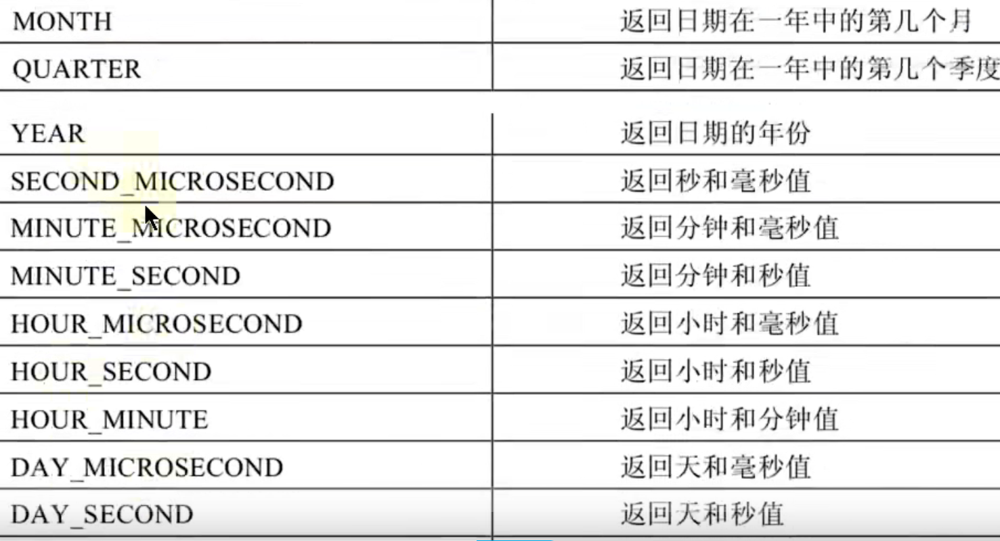 MONTH 返回日期在一年中的第几个月
QUARTER 返回日期在一年中的第几个季度
YEAR 返回日期的年份
SECOND_MICROSECOND 返回秒和毫秒值
MINUTE_MICROSECOND 返回分钟和毫秒值
MINUTE_SECOND 返回分钟和秒值
HOUR_MICROSECOND 返回小时和毫秒值
HOUR_SECOND 返回小时和秒值
HOUR_MINUTE 返回小时和分钟值
DAY_MICROSECOND 返回天和毫秒值
DAY_SECOND 返回天和秒值